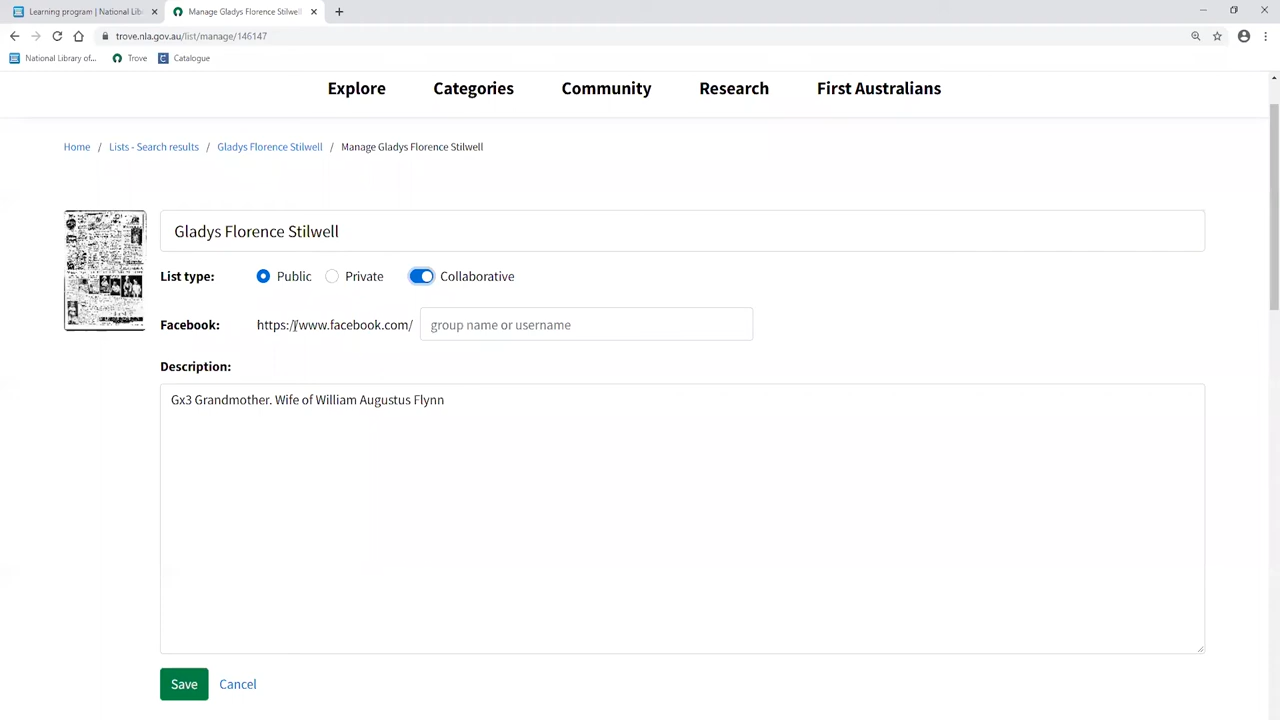 Learning program | National Lib
Manage Gladys Florence Stilwell
trove.nla.gov.au/list/manage/146147
National Library of... Trove Catalogue
Explore Categories Community Research First Australians
Home / Lists - Search results / Gladys Florence Stilwell / Manage Gladys Florence Stilwell
Gladys Florence Stilwell
List type: Public Private Collaborative
Facebook: https://www.facebook.com/ group name or username
Description:
Gx3 Grandmother. Wife of William Augustus Flynn
Save Cancel